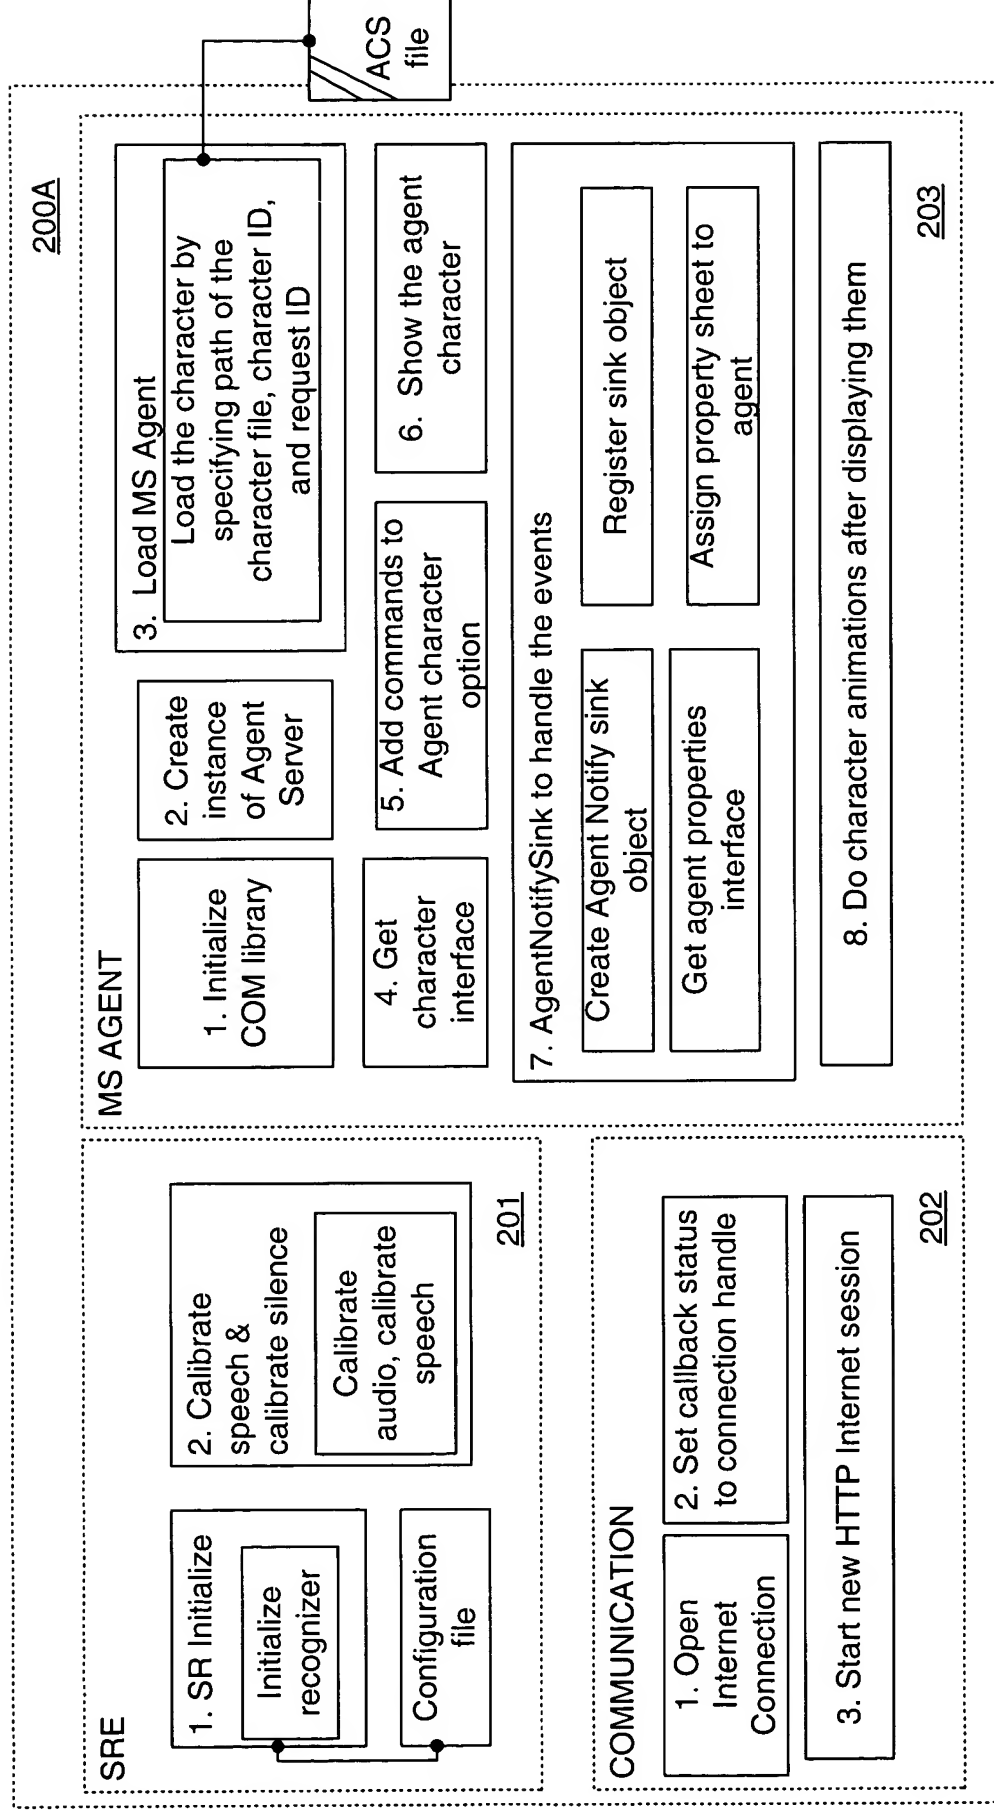 200A
SRE
1. SR Initialize
Initialize
recognizer
Configuration
file
2. Calibrate
speech &
calibrate silence
Calibrate
audio, calibrate
speech
201
COMMUNICATION
1. Open
Internet
Connection
2. Set callback status
to connection handle
3. Start new HTTP Internet session
202
MS AGENT
1. Initialize
COM library
2. Create
instance
of Agent
Server
3. Load MS Agent
Load the character by
specifying path of the
character file, character ID,
and request ID
ACS
file
4. Get
character
interface
5. Add commands to
Agent character
option
6. Show the agent
character
7. AgentNotifySink to handle the events
Create Agent Notify sink
object
Register sink object
Get agent properties
interface
Assign property sheet to
agent
8. Do character animations after displaying them
203